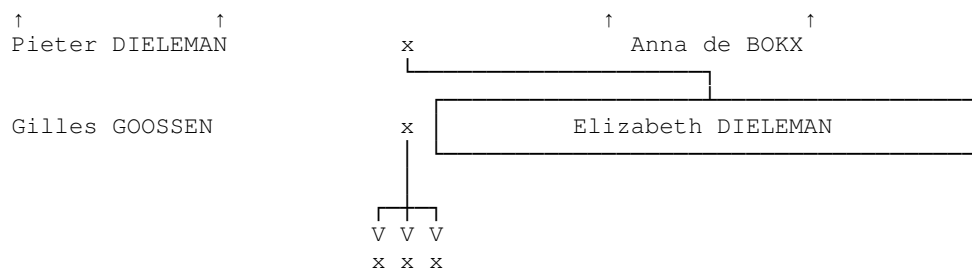 ↑ ↑ ↑ ↑
Pieter DIELEMAN x Anna de BOKX
Gilles GOOSSEN x Elizabeth DIELEMAN
V V V
x x x